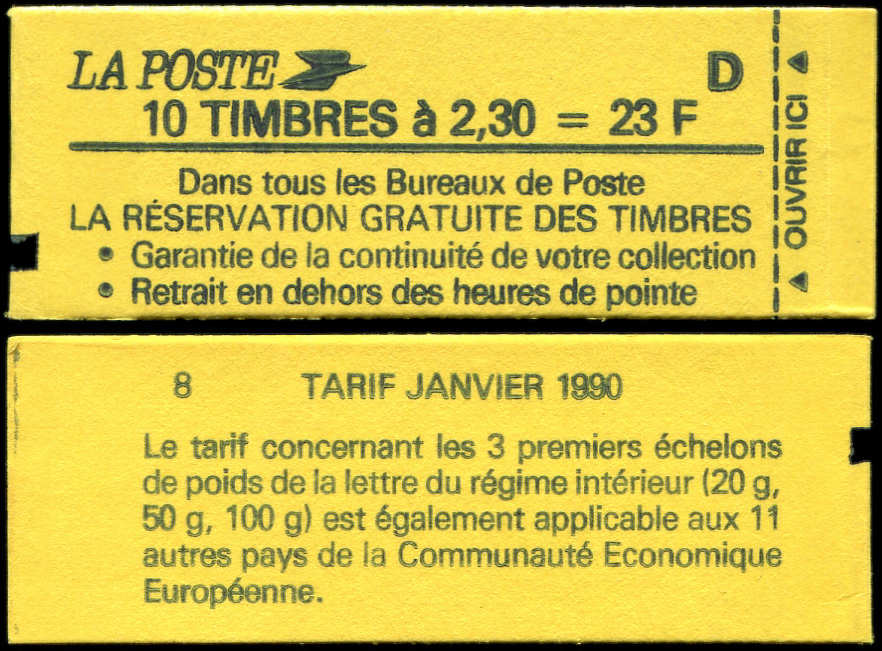 LA POSTE D
10 TIMBRES à 2,30 = 23 F
Dans tous les Bureaux de Poste
LA RÉSERVATION GRATUITE DES TIMBRES
• Garantie de la continuité de votre collection
• Retrait en dehors des heures de pointe
▲ OUVRIR ICI ▲
8 TARIF JANVIER 1990
Le tarif concernant les 3 premiers échelons
de poids de la lettre du régime intérieur (20 g,
50 g, 100 g) est également applicable aux 11
autres pays de la Communauté Economique
Européenne.